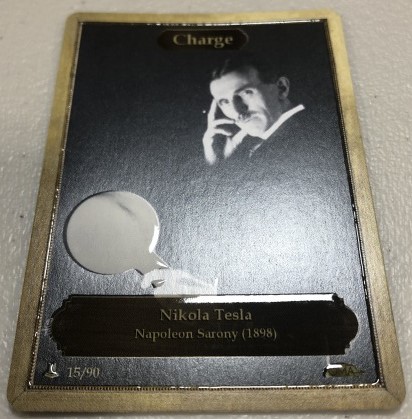 Charge
Nikola Tesla
Napoleon Sarony (1898)
15/90